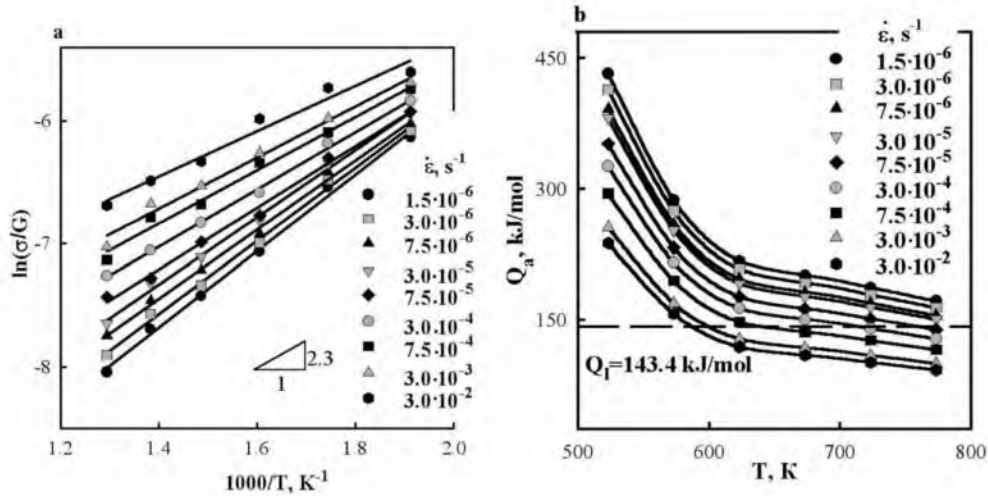 a
-6
-7
-8
ln(σ/G)
ε̇, s⁻¹
1.5·10⁻⁶
3.0·10⁻⁶
7.5·10⁻⁶
3.0·10⁻⁵
7.5·10⁻⁵
3.0·10⁻⁴
7.5·10⁻⁴
3.0·10⁻³
3.0·10⁻²
2.3
1
1.2 1.4 1.6 1.8 2.0
1000/T, K⁻¹
b
450
300
150
Qₐ, kJ/mol
ε̇, s⁻¹
1.5·10⁻⁶
3.0·10⁻⁶
7.5·10⁻⁶
3.0 10⁻⁵
7.5·10⁻⁵
3.0·10⁻⁴
7.5·10⁻⁴
3.0·10⁻³
3.0·10⁻²
Q₁=143.4 kJ/mol
500 600 700 800
T, K